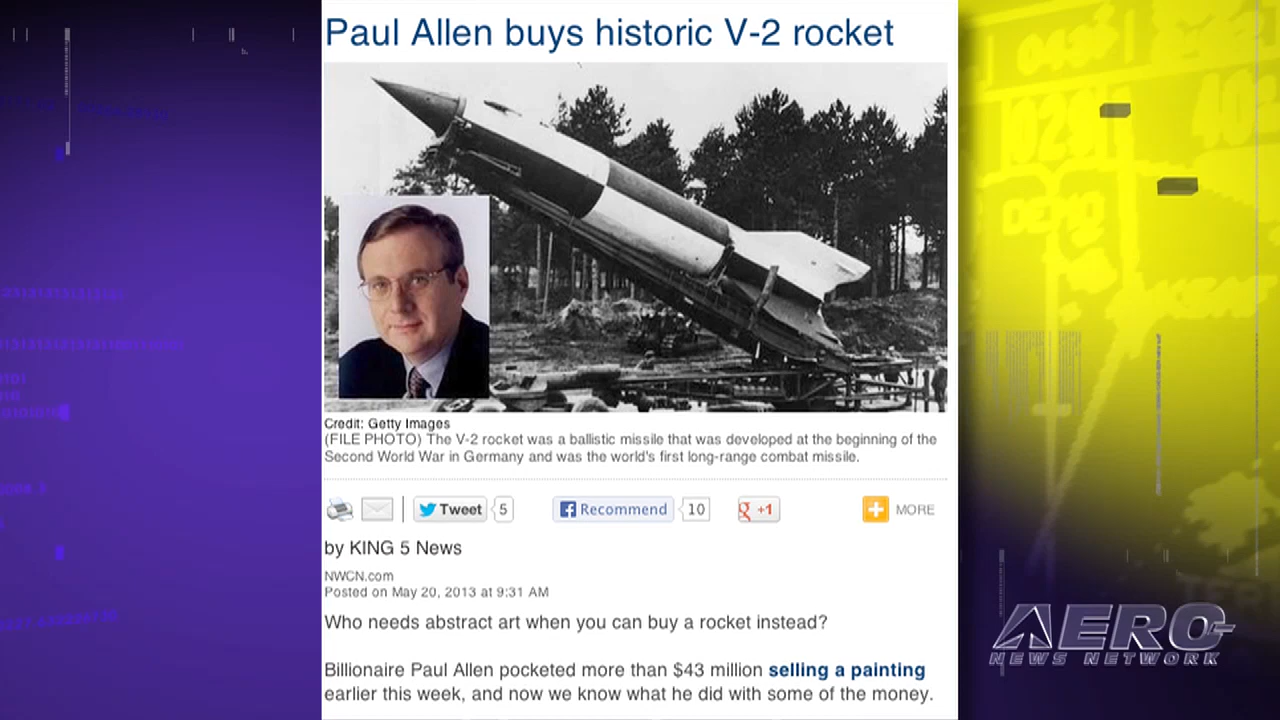 Paul Allen buys historic V-2 rocket
Credit: Getty Images
(FILE PHOTO) The V-2 rocket was a ballistic missile that was developed at the beginning of the
Second World War in Germany and was the world's first long-range combat missile.
Tweet 5 Recommend 10 +1 MORE
by KING 5 News
NWCN.com
Posted on May 20, 2013 at 9:31 AM
Who needs abstract art when you can buy a rocket instead?
Billionaire Paul Allen pocketed more than $43 million selling a painting
earlier this week, and now we know what he did with some of the money.
AERO-
NEWS NETWORK